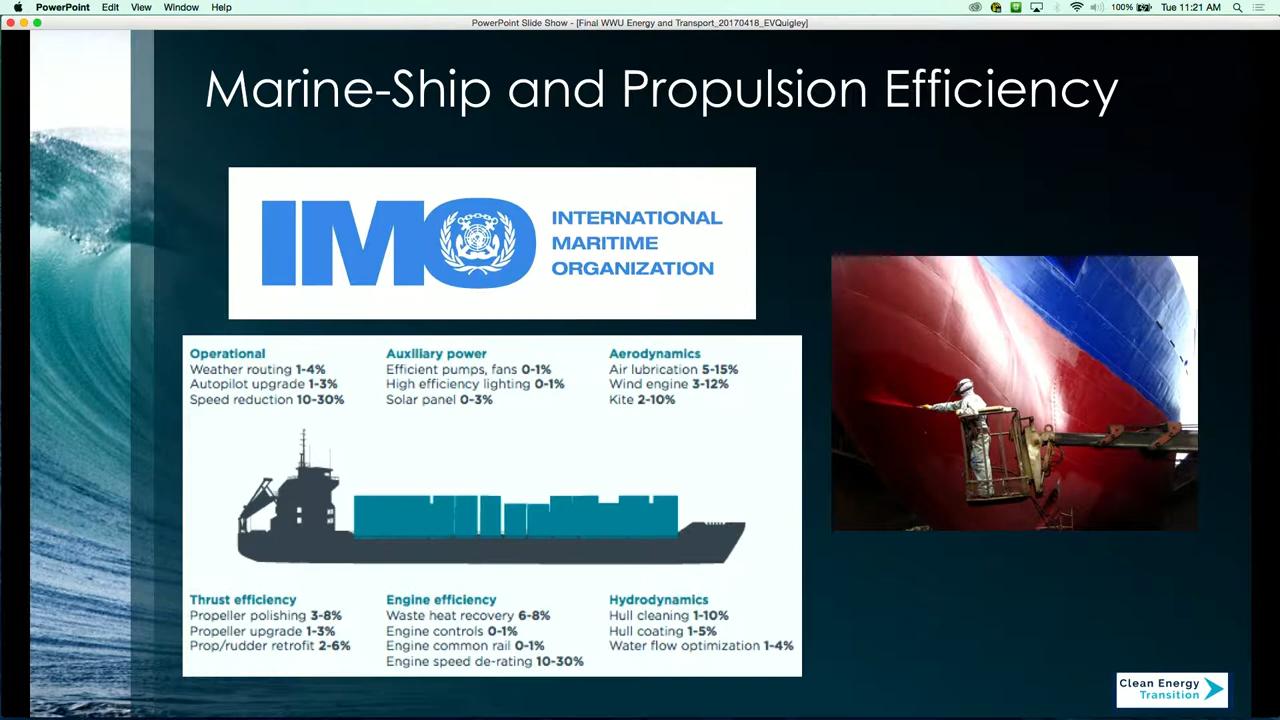 PowerPoint Edit View Window Help 100% Tue 11:21 AM
PowerPoint Slide Show - [Final WWU Energy and Transport_20170418_EVQuigley]
Marine-Ship and Propulsion Efficiency
IMO
INTERNATIONAL
MARITIME
ORGANIZATION
Operational
Weather routing 1-4%
Autopilot upgrade 1-3%
Speed reduction 10-30%
Auxiliary power
Efficient pumps, fans 0-1%
High efficiency lighting 0-1%
Solar panel 0-3%
Aerodynamics
Air lubrication 5-15%
Wind engine 3-12%
Kite 2-10%
Thrust efficiency
Propeller polishing 3-8%
Propeller upgrade 1-3%
Prop/rudder retrofit 2-6%
Engine efficiency
Waste heat recovery 6-8%
Engine controls 0-1%
Engine common rail 0-1%
Engine speed de-rating 10-30%
Hydrodynamics
Hull cleaning 1-10%
Hull coating 1-5%
Water flow optimization 1-4%
Clean Energy
Transition